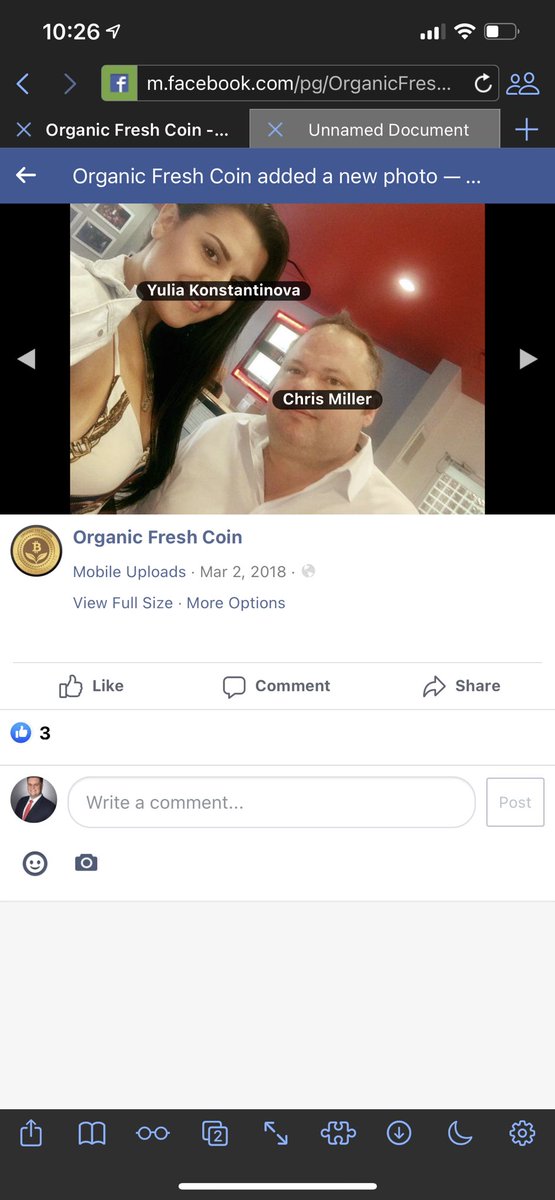 10:26
m.facebook.com/pg/OrganicFres...
Organic Fresh Coin -...
Unnamed Document
Organic Fresh Coin added a new photo — ...
Yulia Konstantinova
Chris Miller
Organic Fresh Coin
Mobile Uploads · Mar 2, 2018 ·
View Full Size · More Options
Like
Comment
Share
3
Write a comment...
Post
2